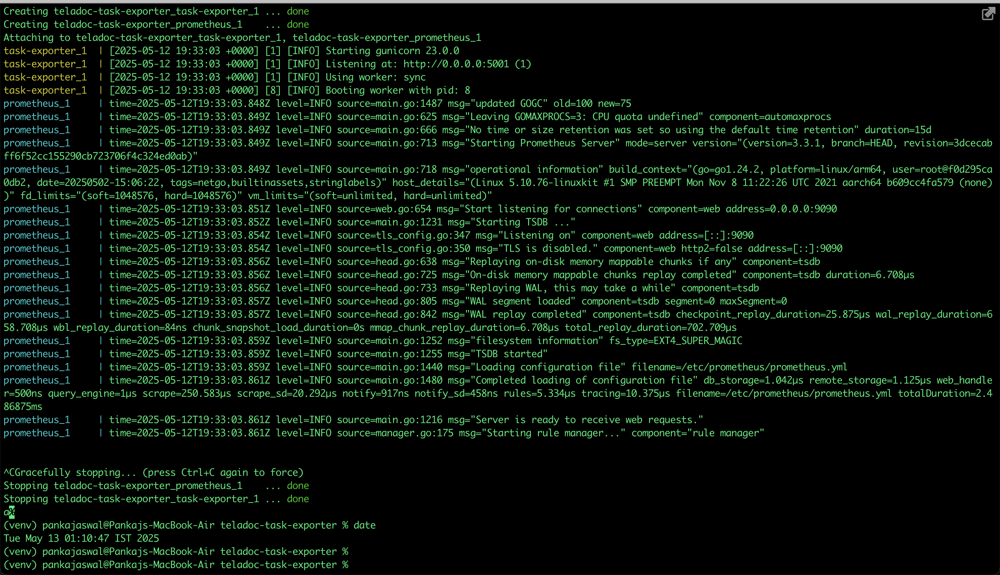 Creating teladoc-task-exporter_task-exporter_1 ... done
Creating teladoc-task-exporter_prometheus_1    ... done
Attaching to teladoc-task-exporter_task-exporter_1, teladoc-task-exporter_prometheus_1
task-exporter_1  | [2025-05-12 19:33:03 +0000] [1] [INFO] Starting gunicorn 23.0.0
task-exporter_1  | [2025-05-12 19:33:03 +0000] [1] [INFO] Listening at: http://0.0.0.0:5001 (1)
task-exporter_1  | [2025-05-12 19:33:03 +0000] [1] [INFO] Using worker: sync
task-exporter_1  | [2025-05-12 19:33:03 +0000] [8] [INFO] Booting worker with pid: 8
prometheus_1     | time=2025-05-12T19:33:03.848Z level=INFO source=main.go:1487 msg="updated GOGC" old=100 new=75
prometheus_1     | time=2025-05-12T19:33:03.849Z level=INFO source=main.go:625 msg="Leaving GOMAXPROCS=3: CPU quota undefined" component=automaxprocs
prometheus_1     | time=2025-05-12T19:33:03.849Z level=INFO source=main.go:666 msg="No time or size retention was set so using the default time retention" duration=15d
prometheus_1     | time=2025-05-12T19:33:03.849Z level=INFO source=main.go:713 msg="Starting Prometheus Server" mode=server version="(version=3.3.1, branch=HEAD, revision=3dcecab
ff6f52cc155290cb723706f4c324ed0ab)"
prometheus_1     | time=2025-05-12T19:33:03.849Z level=INFO source=main.go:718 msg="operational information" build_context="(go=go1.24.2, platform=linux/arm64, user=root@f0d295ca
0db2, date=20250502-15:06:22, tags=netgo,builtinassets,stringlabels)" host_details="(Linux 5.10.76-linuxkit #1 SMP PREEMPT Mon Nov 8 11:22:26 UTC 2021 aarch64 b609cc4fa579 (none)
)" fd_limits="(soft=1048576, hard=1048576)" vm_limits="(soft=unlimited, hard=unlimited)"
prometheus_1     | time=2025-05-12T19:33:03.851Z level=INFO source=web.go:654 msg="Start listening for connections" component=web address=0.0.0.0:9090
prometheus_1     | time=2025-05-12T19:33:03.852Z level=INFO source=main.go:1231 msg="Starting TSDB ..."
prometheus_1     | time=2025-05-12T19:33:03.854Z level=INFO source=tls_config.go:347 msg="Listening on" component=web address=[::]:9090
prometheus_1     | time=2025-05-12T19:33:03.854Z level=INFO source=tls_config.go:350 msg="TLS is disabled." component=web http2=false address=[::]:9090
prometheus_1     | time=2025-05-12T19:33:03.856Z level=INFO source=head.go:638 msg="Replaying on-disk memory mappable chunks if any" component=tsdb
prometheus_1     | time=2025-05-12T19:33:03.856Z level=INFO source=head.go:725 msg="On-disk memory mappable chunks replay completed" component=tsdb duration=6.708µs
prometheus_1     | time=2025-05-12T19:33:03.856Z level=INFO source=head.go:733 msg="Replaying WAL, this may take a while" component=tsdb
prometheus_1     | time=2025-05-12T19:33:03.857Z level=INFO source=head.go:805 msg="WAL segment loaded" component=tsdb segment=0 maxSegment=0
prometheus_1     | time=2025-05-12T19:33:03.857Z level=INFO source=head.go:842 msg="WAL replay completed" component=tsdb checkpoint_replay_duration=25.875µs wal_replay_duration=6
58.708µs wbl_replay_duration=84ns chunk_snapshot_load_duration=0s mmap_chunk_replay_duration=6.708µs total_replay_duration=702.709µs
prometheus_1     | time=2025-05-12T19:33:03.859Z level=INFO source=main.go:1252 msg="filesystem information" fs_type=EXT4_SUPER_MAGIC
prometheus_1     | time=2025-05-12T19:33:03.859Z level=INFO source=main.go:1255 msg="TSDB started"
prometheus_1     | time=2025-05-12T19:33:03.859Z level=INFO source=main.go:1440 msg="Loading configuration file" filename=/etc/prometheus/prometheus.yml
prometheus_1     | time=2025-05-12T19:33:03.861Z level=INFO source=main.go:1480 msg="Completed loading of configuration file" db_storage=1.042µs remote_storage=1.125µs web_handle
r=500ns query_engine=1µs scrape=250.583µs scrape_sd=20.292µs notify=917ns notify_sd=458ns rules=5.334µs tracing=10.375µs filename=/etc/prometheus/prometheus.yml totalDuration=2.4
86875ms
prometheus_1     | time=2025-05-12T19:33:03.861Z level=INFO source=main.go:1216 msg="Server is ready to receive web requests."
prometheus_1     | time=2025-05-12T19:33:03.861Z level=INFO source=manager.go:175 msg="Starting rule manager..." component="rule manager"
^CGracefully stopping... (press Ctrl+C again to force)
Stopping teladoc-task-exporter_prometheus_1    ... done
Stopping teladoc-task-exporter_task-exporter_1 ... done
a%
(venv) pankajaswal@Pankajs-MacBook-Air teladoc-task-exporter % date
Tue May 13 01:10:47 IST 2025
(venv) pankajaswal@Pankajs-MacBook-Air teladoc-task-exporter %
(venv) pankajaswal@Pankajs-MacBook-Air teladoc-task-exporter %